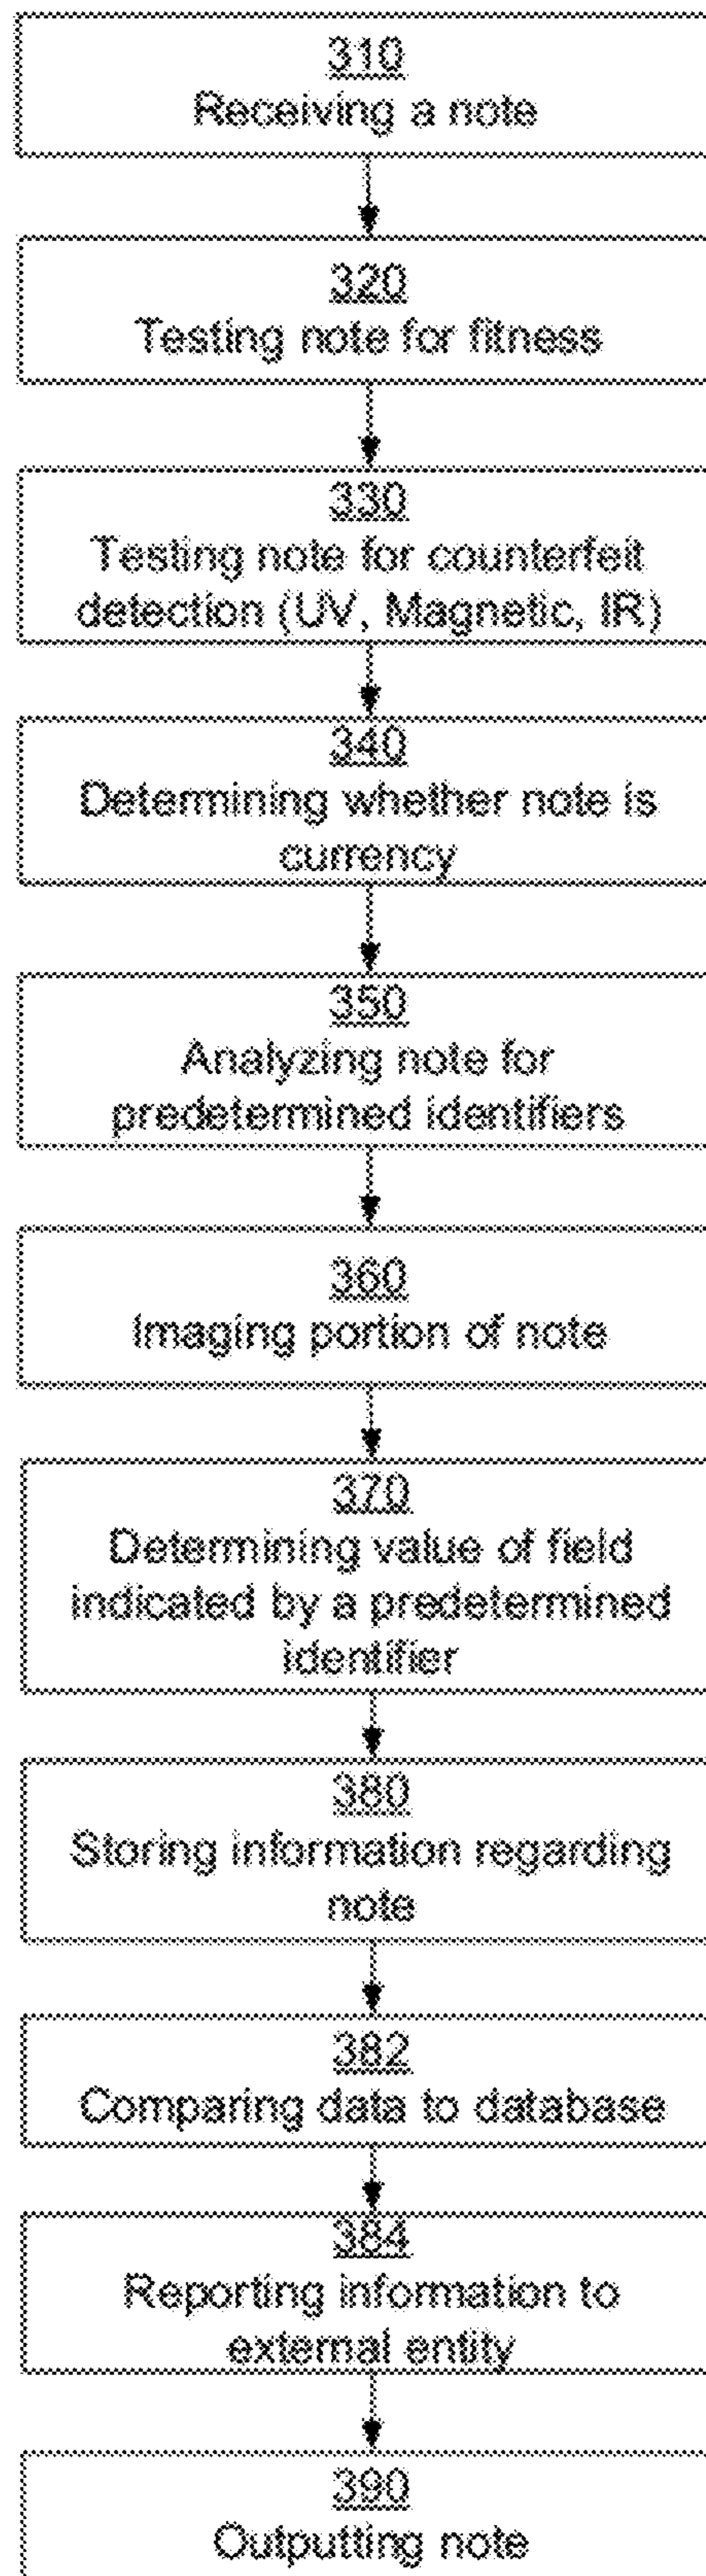 310
Receiving a note
320
Testing note for fitness
330
Testing note for counterfeit
detection (UV, Magnetic, IR)
340
Determining whether note is
currency
350
Analyzing note for
predetermined identifiers
360
Imaging portion of note
370
Determining value of field
indicated by a predetermined
identifier
380
Storing information regarding
note
382
Comparing data to database
384
Reporting information to
external entity
390
Outputting note